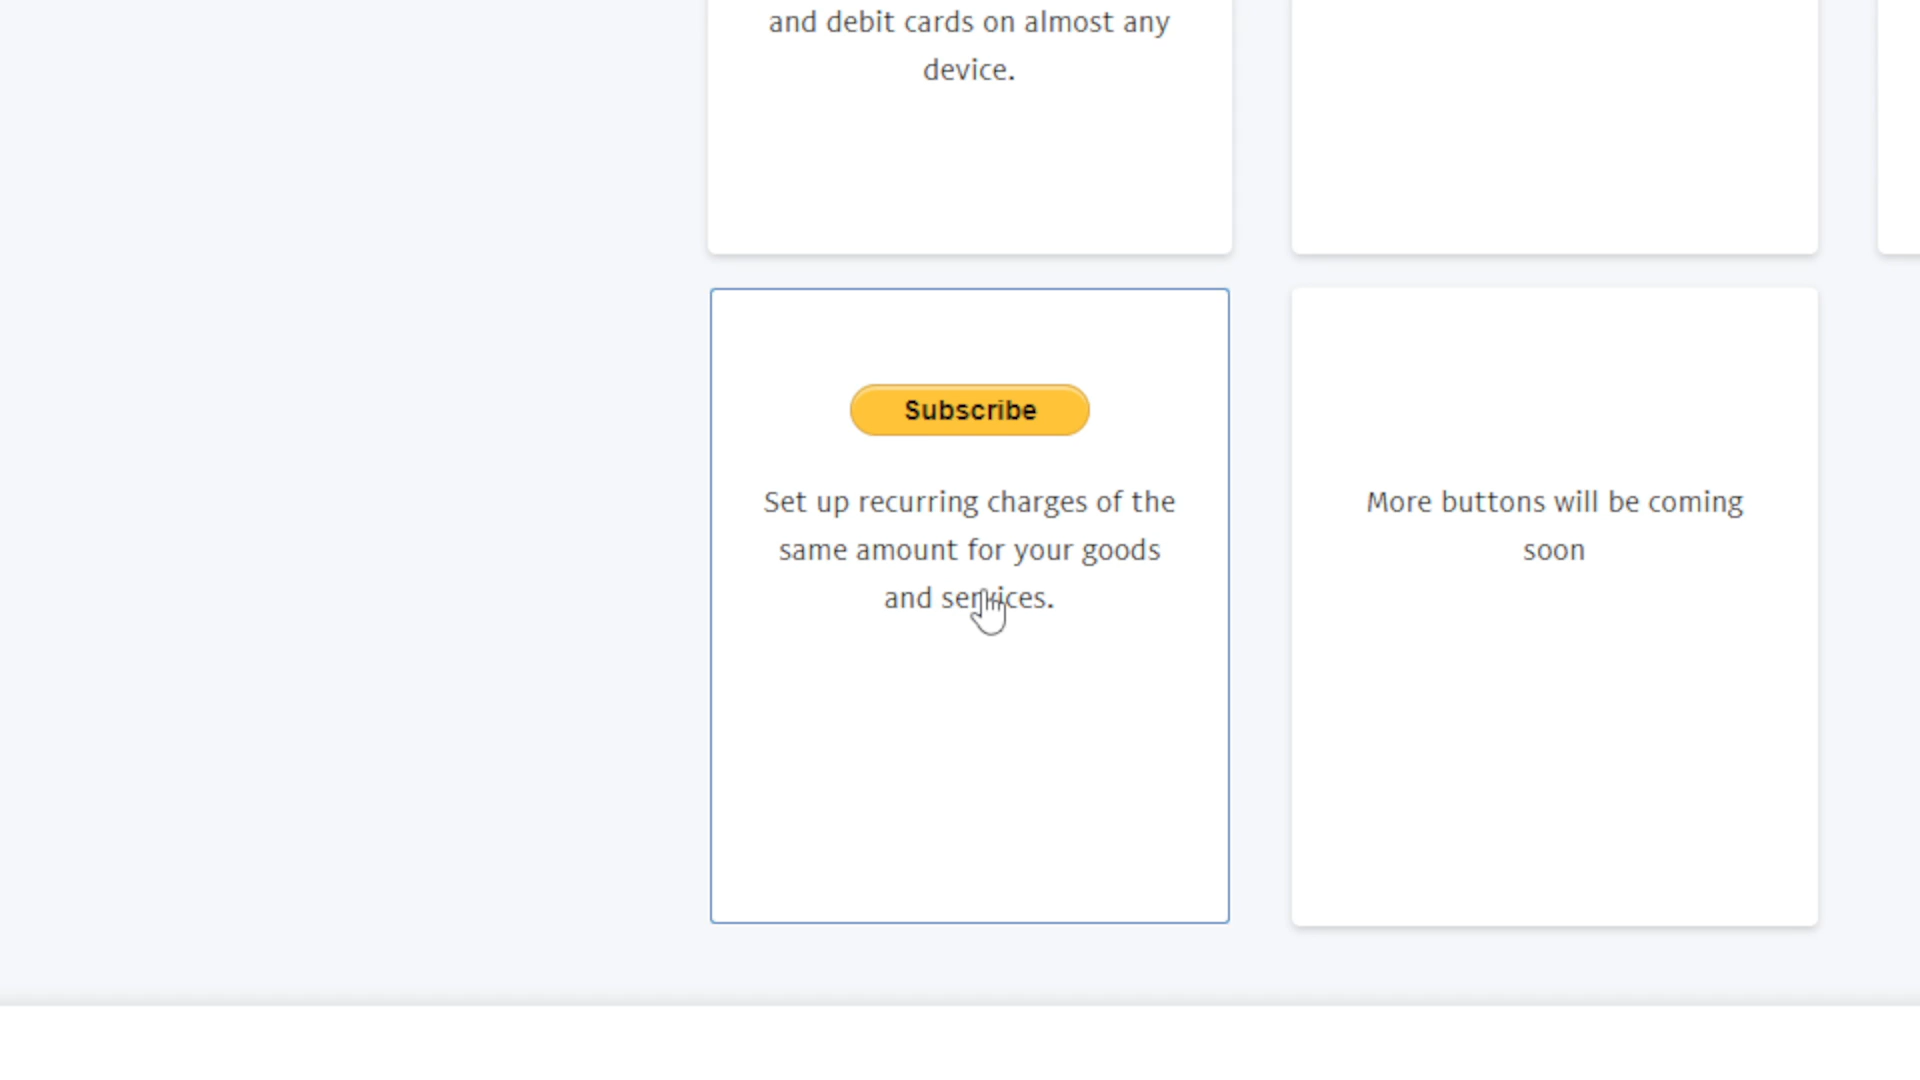 and debit cards on almost any
device.
Subscribe
Set up recurring charges of the
same amount for your goods
and services.
More buttons will be coming
soon